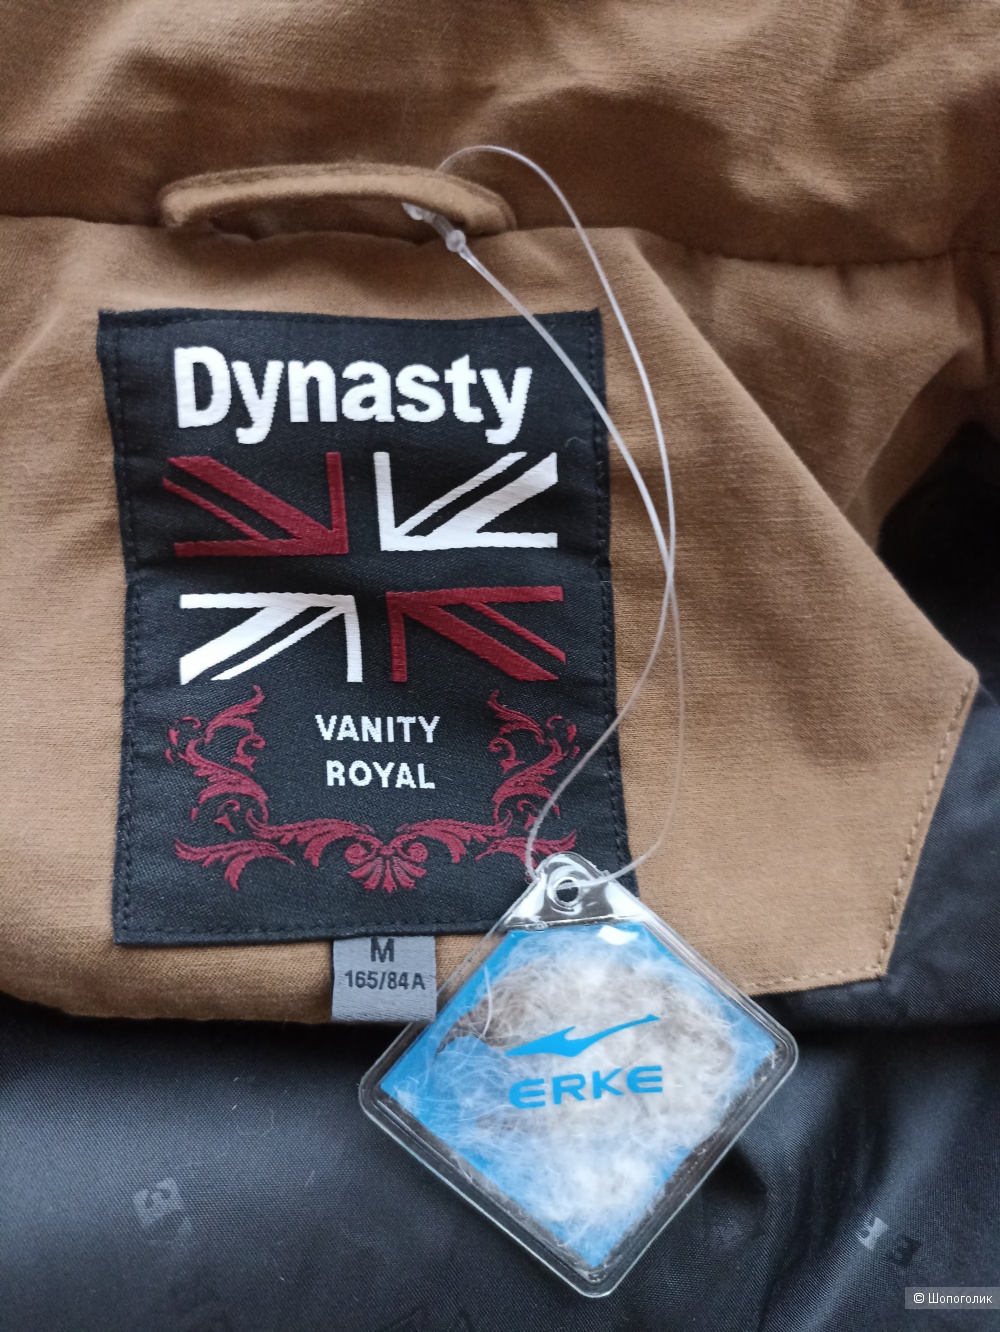 Dynasty
VANITY
ROYAL
M
165/84A
ERKE
© Шопоголик